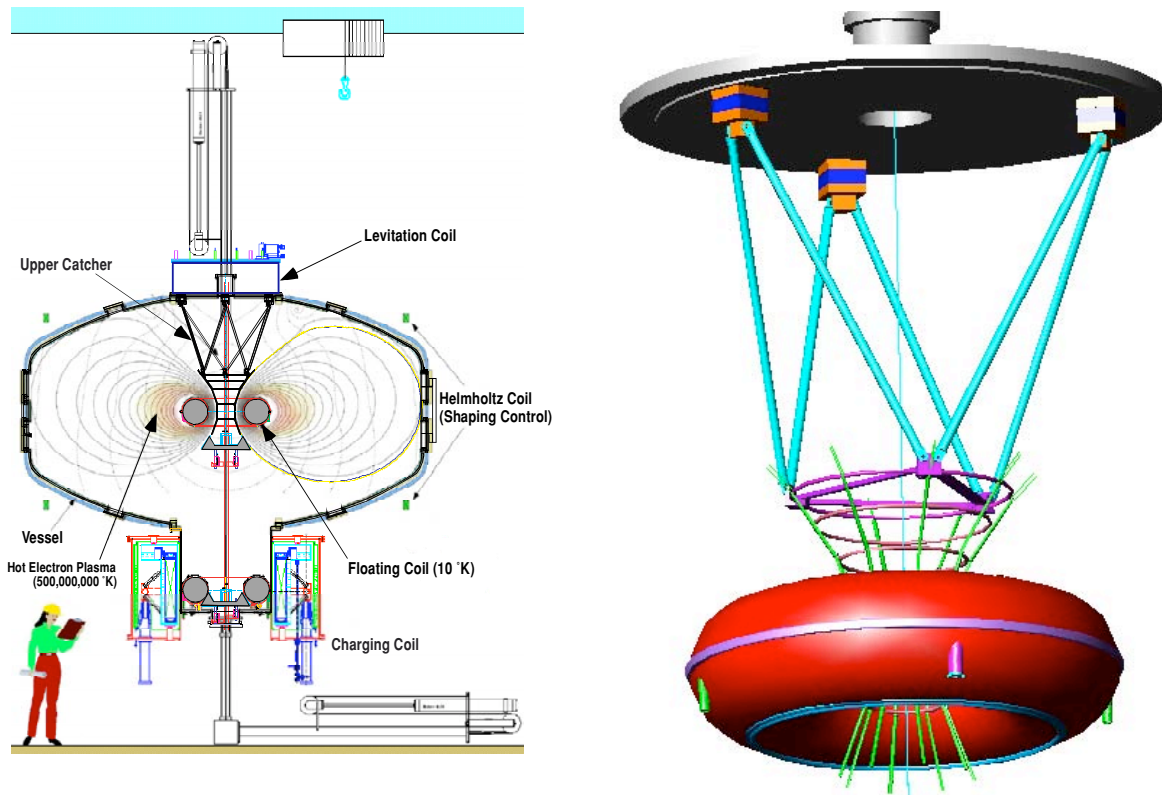 Levitation Coil
Upper Catcher
Helmholtz Coil
(Shaping Control)
Vessel
Hot Electron Plasma
(500,000,000 ˚K)
Floating Coil (10 ˚K)
Charging Coil